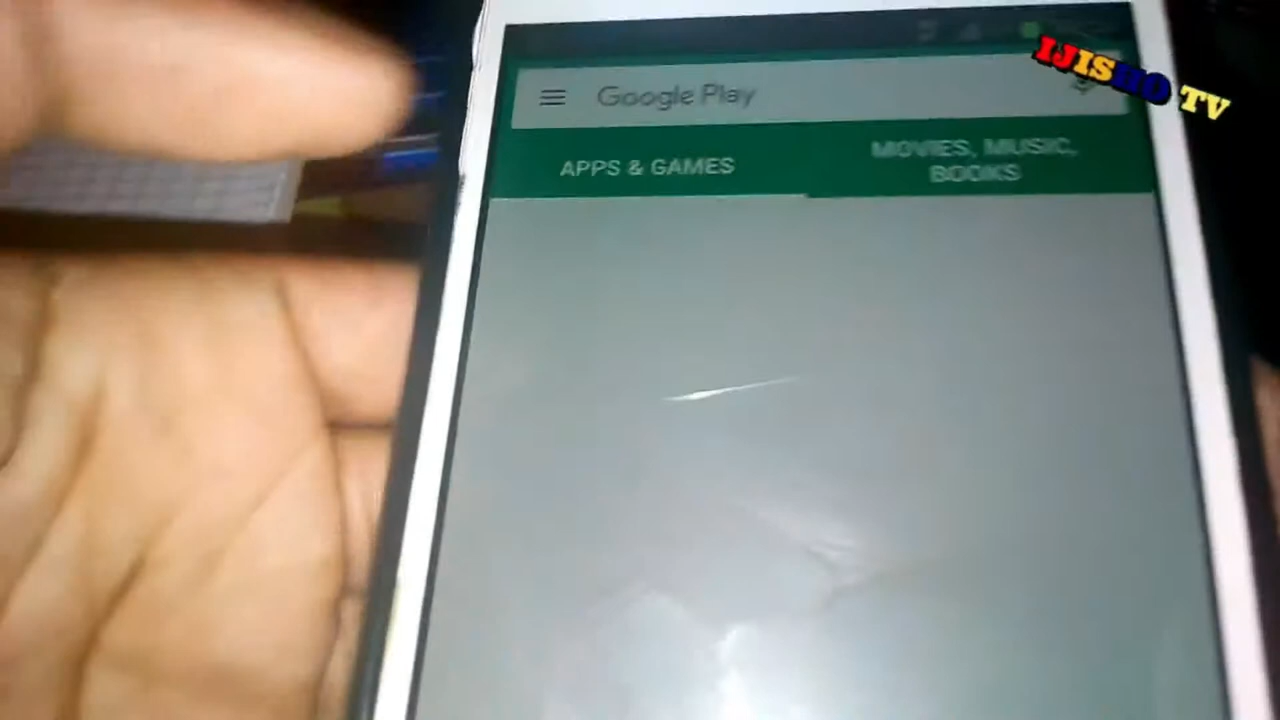 IJISHO TV
Google Play
APPS & GAMES
MOVIES, MUSIC,
BOOKS